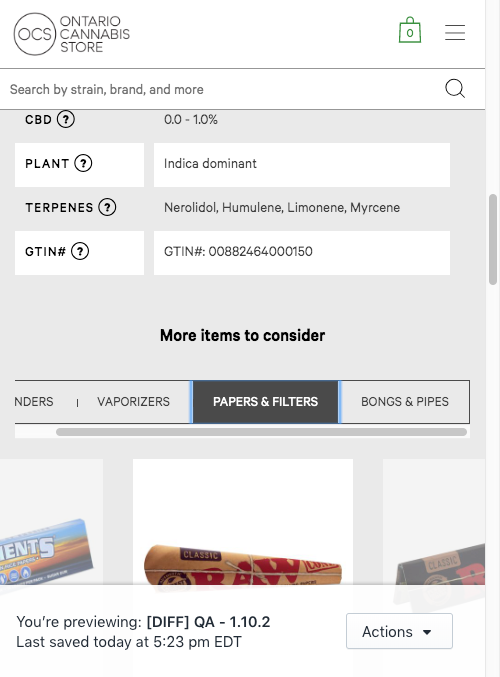 OCS
ONTARIO
CANNABIS
STORE
0
Search by strain, brand, and more
CBD ?
0.0 - 1.0%
PLANT ?
Indica dominant
TERPENES ?
Nerolidol, Humulene, Limonene, Myrcene
GTIN# ?
GTIN#: 00882464000150
More items to consider
NDERS
VAPORIZERS
PAPERS & FILTERS
BONGS & PIPES
ENTS
CLASSIC
RAW
CLASSIC
You're previewing: [DIFF] QA - 1.10.2
Last saved today at 5:23 pm EDT
Actions